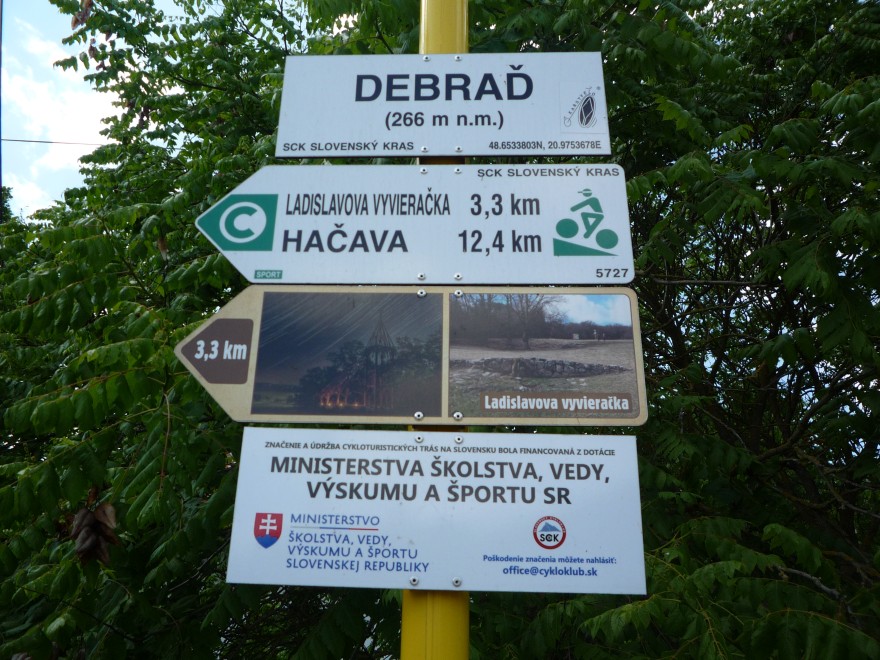 DEBRAĎ
(266 m n.m.)
SCK SLOVENSKÝ KRAS 48.6533803N, 20.9753678E
SCK SLOVENSKÝ KRAS
C LADISLAVOVA VYVIERAČKA 3,3 km
HAČAVA 12,4 km
SPORT 5727
3,3 km
Ladislavova vyvieračka
ZNAČENIE A ÚDRŽBA CYKLOTURISTICKÝCH TRÁS NA SLOVENSKU BOLA FINANCOVANÁ Z DOTÁCIE
MINISTERSTVA ŠKOLSTVA, VEDY,
VÝSKUMU A ŠPORTU SR
MINISTERSTVO
ŠKOLSTVA, VEDY,
VÝSKUMU A ŠPORTU
SLOVENSKEJ REPUBLIKY
SCK
Poškodenie značenia môžete nahlásiť:
office@cykloklub.sk